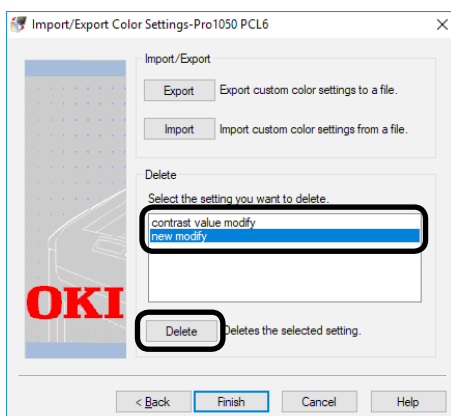 Import/Export Color Settings-Pro1050 PCL6
Import/Export
Export Export custom color settings to a file.
Import Import custom color settings from a file.
Delete
Select the setting you want to delete.
contrast value modify
new modify
OKI
Delete Deletes the selected setting.
< Back Finish Cancel Help